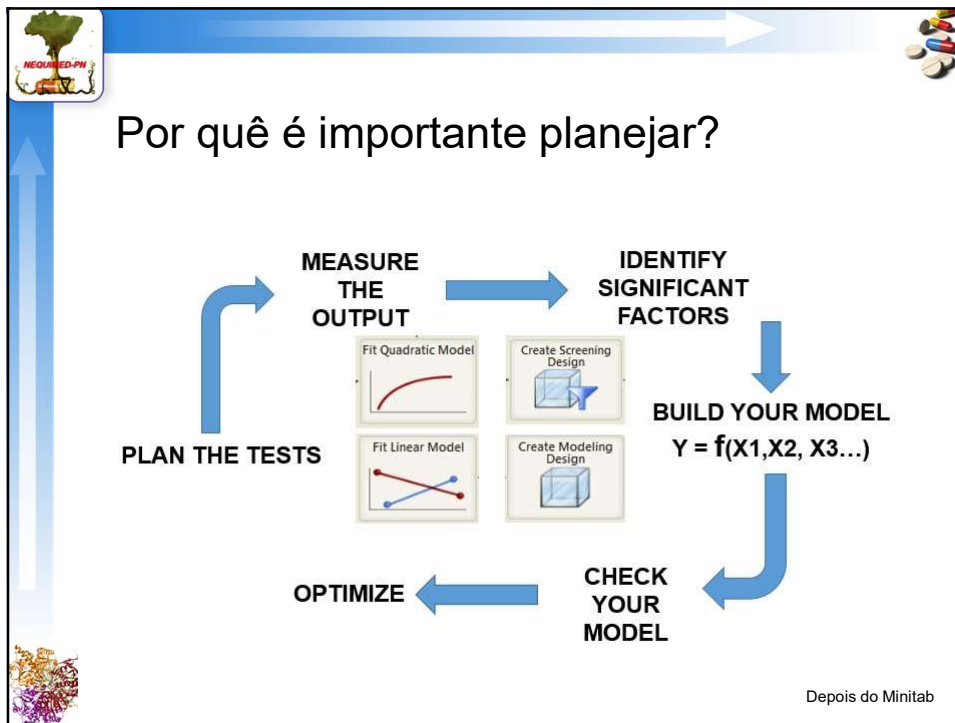 NEQUIMED-PN
Por quê é importante planejar?
MEASURE
THE
OUTPUT
IDENTIFY
SIGNIFICANT
FACTORS
Fit Quadratic Model
Create Screening
Design
BUILD YOUR MODEL
Y = f(X1,X2, X3...)
PLAN THE TESTS
Fit Linear Model
Create Modeling
Design
OPTIMIZE
CHECK
YOUR
MODEL
Depois do Minitab